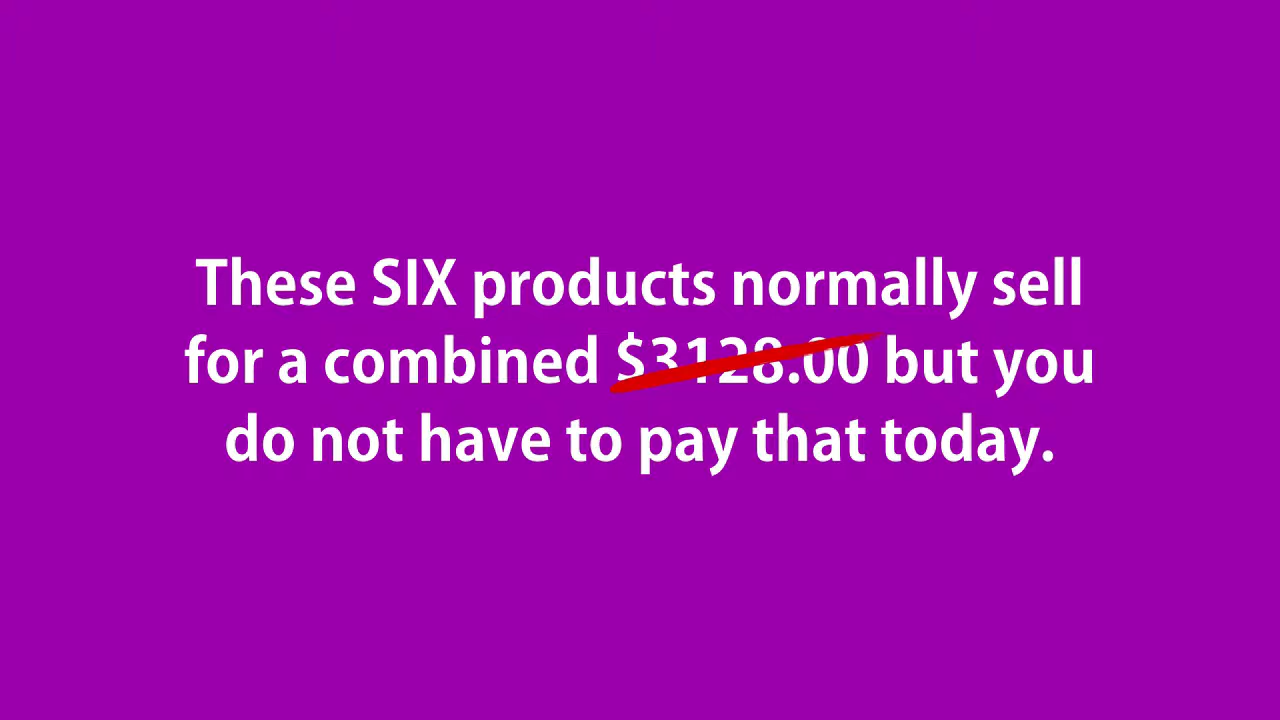 These SIX products normally sell
for a combined $3128.00 but you
do not have to pay that today.